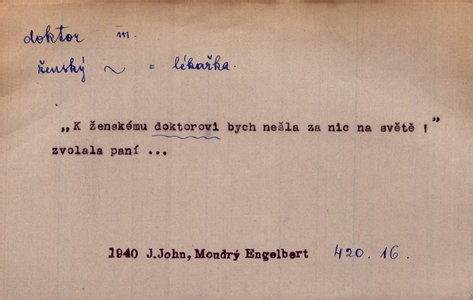 doktor m.
ženský ~ = lékařka.
„K ženskému doktorovi bych nešla za nic na světě !"
zvolala paní ...
1940 J.John, Moudrý Engelbert 420.16.